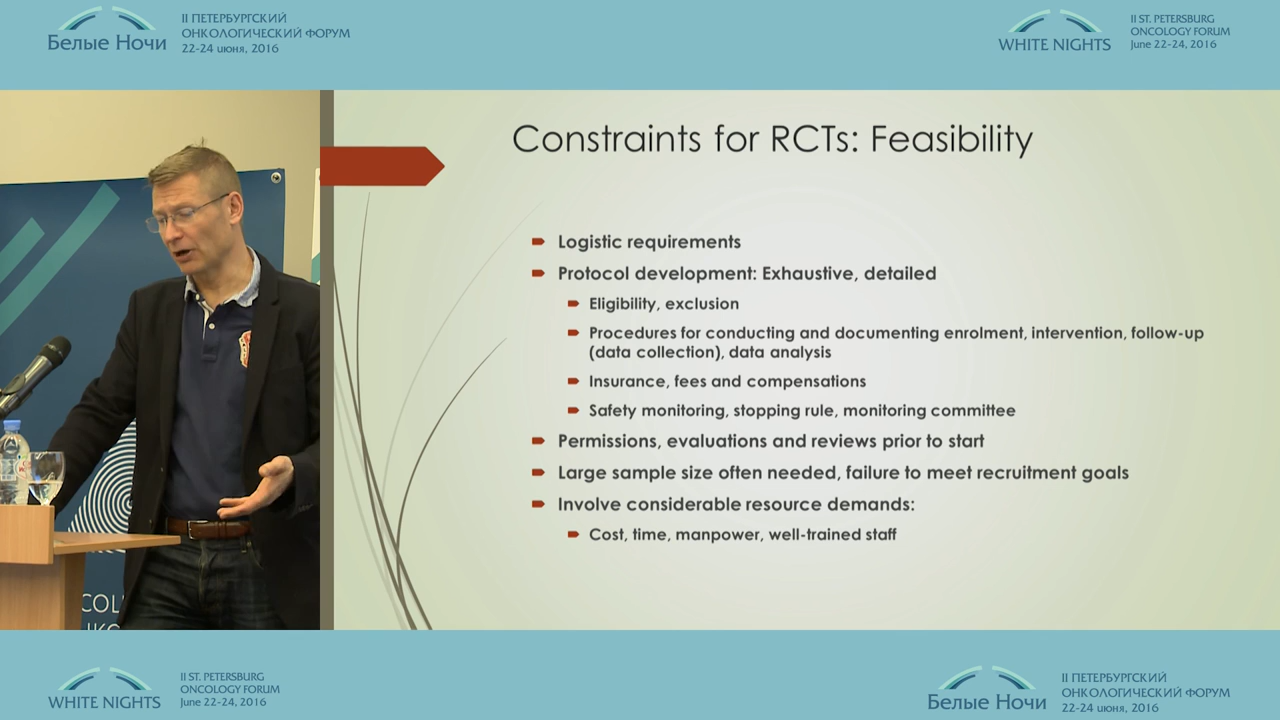 Белые Ночи
II ПЕТЕРБУРГСКИЙ
ОНКОЛОГИЧЕСКИЙ ФОРУМ
22-24 июня, 2016
WHITE NIGHTS
II ST. PETERSBURG
ONCOLOGY FORUM
June 22-24, 2016
Constraints for RCTs: Feasibility
Logistic requirements
Protocol development: Exhaustive, detailed
Eligibility, exclusion
Procedures for conducting and documenting enrolment, intervention, follow-up
(data collection), data analysis
Insurance, fees and compensations
Safety monitoring, stopping rule, monitoring committee
Permissions, evaluations and reviews prior to start
Large sample size often needed, failure to meet recruitment goals
Involve considerable resource demands:
Cost, time, manpower, well-trained staff
WHITE NIGHTS
II ST. PETERSBURG
ONCOLOGY FORUM
June 22-24, 2016
Белые Ночи
II ПЕТЕРБУРГСКИЙ
ОНКОЛОГИЧЕСКИЙ ФОРУМ
22-24 июня, 2016